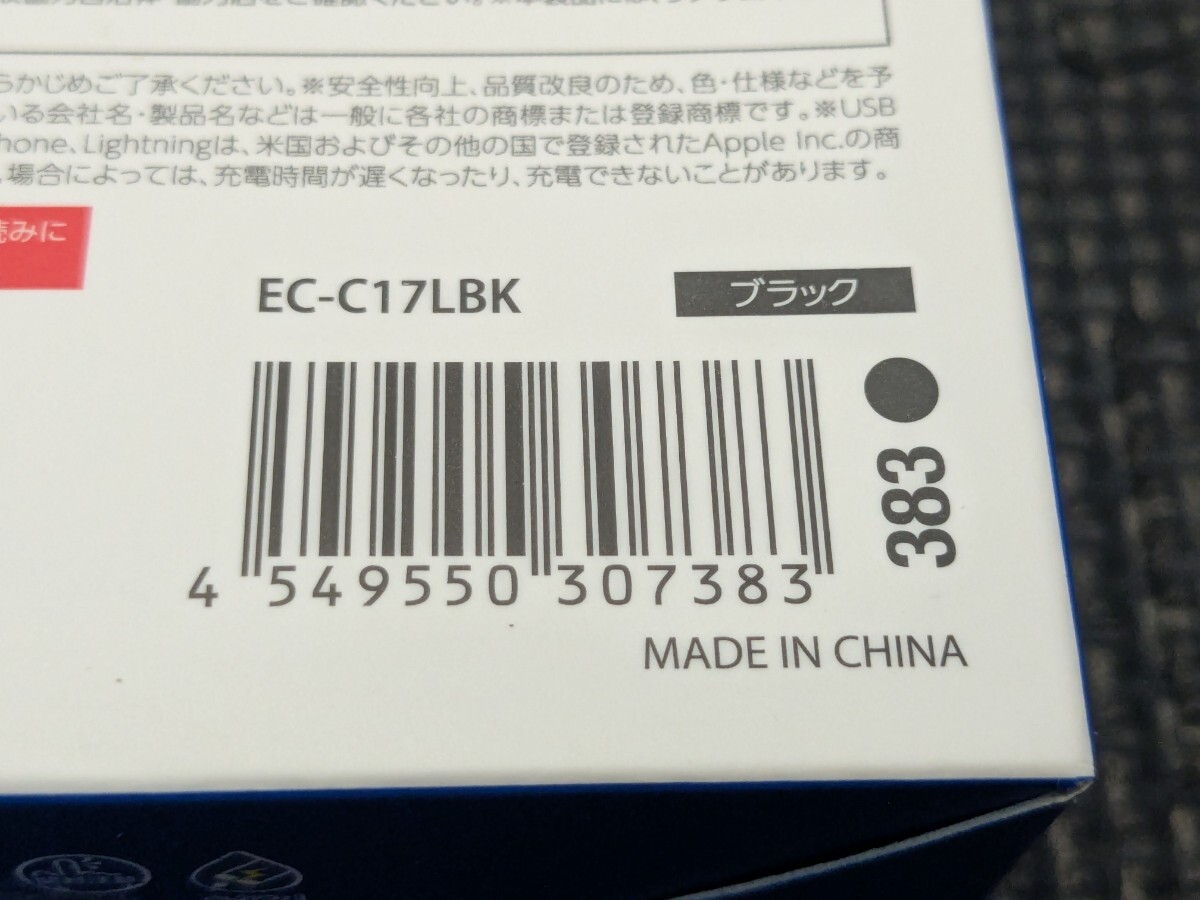 らかじめご了承ください。※安全性向上、品質改良のため、色・仕様などを予
いる会社名・製品名などは一般に各社の商標または登録商標です。※USB
hone、Lightningは、米国およびその他の国で登録されたApple Inc.の商
場合によっては、充電時間が遅くなったり、充電できないことがあります。
読みに
EC-C17LBK
ブラック
383
4 549550 307383
MADE IN CHINA